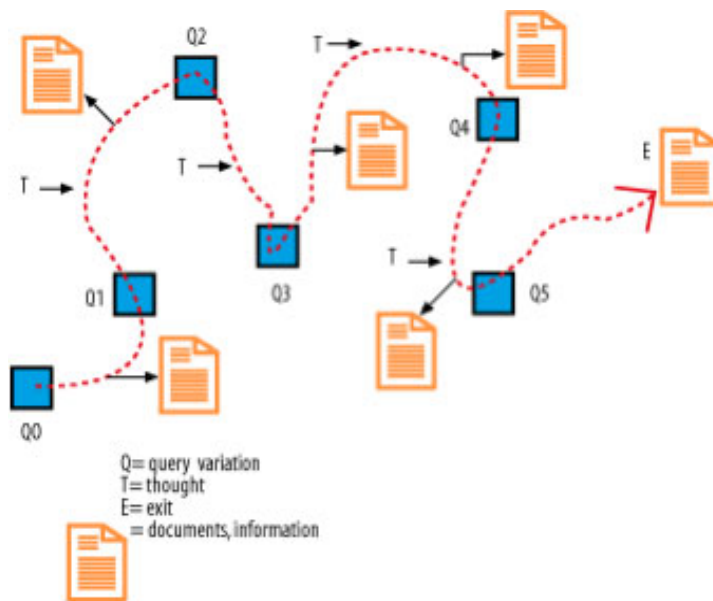 Q2
T
T
Q4
E
T
T
Q1
Q3
T
Q5
Q0
Q= query variation
T= thought
E= exit
= documents, information